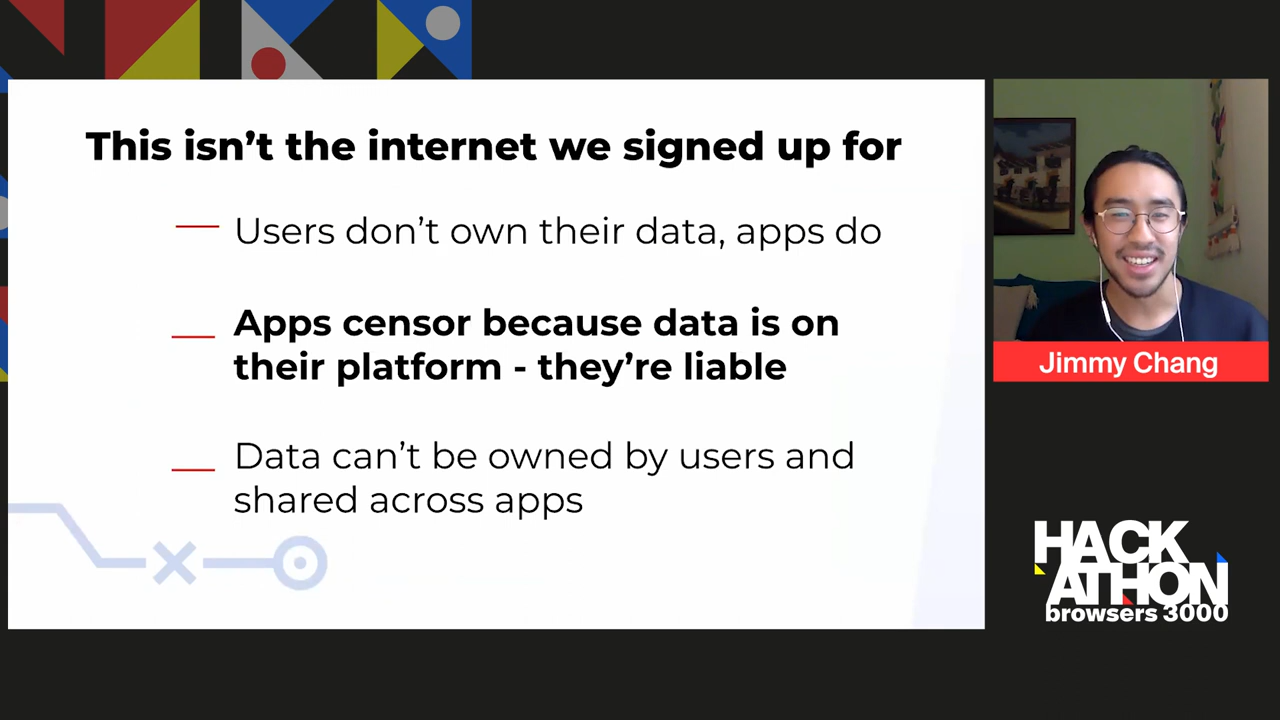 This isn’t the internet we signed up for
Users don’t own their data, apps do
Apps censor because data is on
their platform - they’re liable
Data can’t be owned by users and
shared across apps
Jimmy Chang
HACK
ATHON
browsers 3000